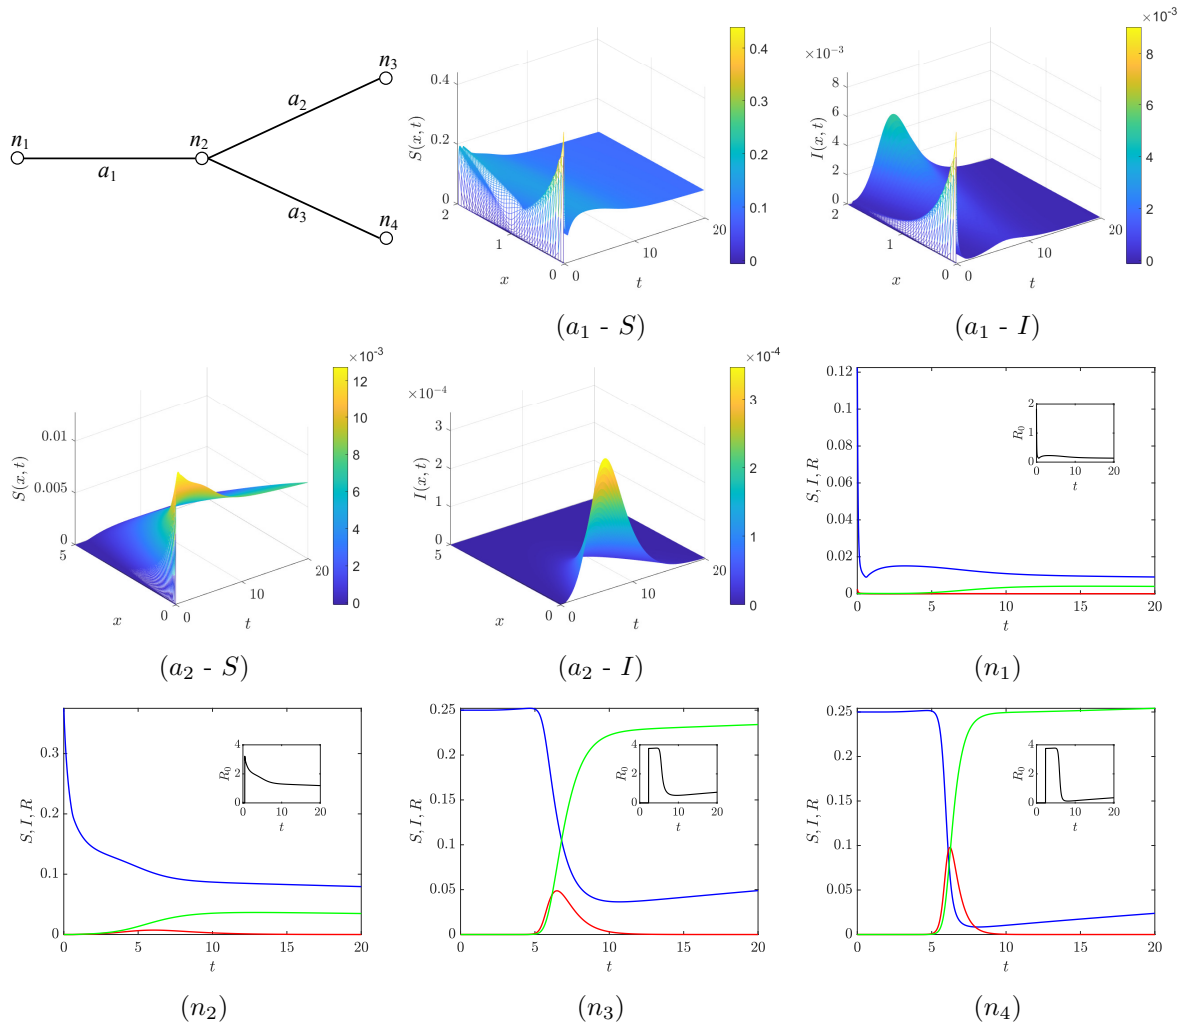 n1
n2
n3
n4
a1
a2
a3
S(x,t)
0.4
0.2
0
2
1
0
x
0
10
20
t
0.4
0.3
0.2
0.1
0
(a1 - S)
×10-3
I(x,t)
8
6
4
2
0
2
1
0
x
0
10
20
t
×10-3
8
6
4
2
0
(a1 - I)
S(x,t)
0.01
0.005
0
5
0
x
0
10
20
t
×10-3
12
10
8
6
4
2
0
(a2 - S)
×10-4
I(x,t)
3
2
1
0
5
0
x
0
10
20
t
×10-4
3
2
1
0
(a2 - I)
S, I, R
0.12
0.1
0.08
0.06
0.04
0.02
0
0 5 10 15 20
t
R0
2
1
0
0 10 20
t
(n1)
S, I, R
0.3
0.2
0.1
0
0 5 10 15 20
t
R0
4
2
0
0 10 20
t
(n2)
S, I, R
0.25
0.2
0.15
0.1
0.05
0
0 5 10 15 20
t
R0
4
2
0
0 10 20
t
(n3)
S, I, R
0.25
0.2
0.15
0.1
0.05
0
0 5 10 15 20
t
R0
4
2
0
0 10 20
t
(n4)